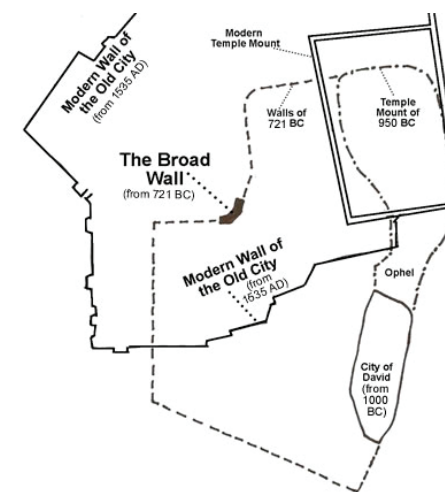 Modern
Temple Mount
Modern Wall of
the Old City
(from 1535 AD)
Walls of
721 BC
Temple
Mount of
950 BC
The Broad
Wall
(from 721 BC)
Modern Wall of
the Old City
(from
1535 AD)
Ophel
City of
David
(from
1000
BC)